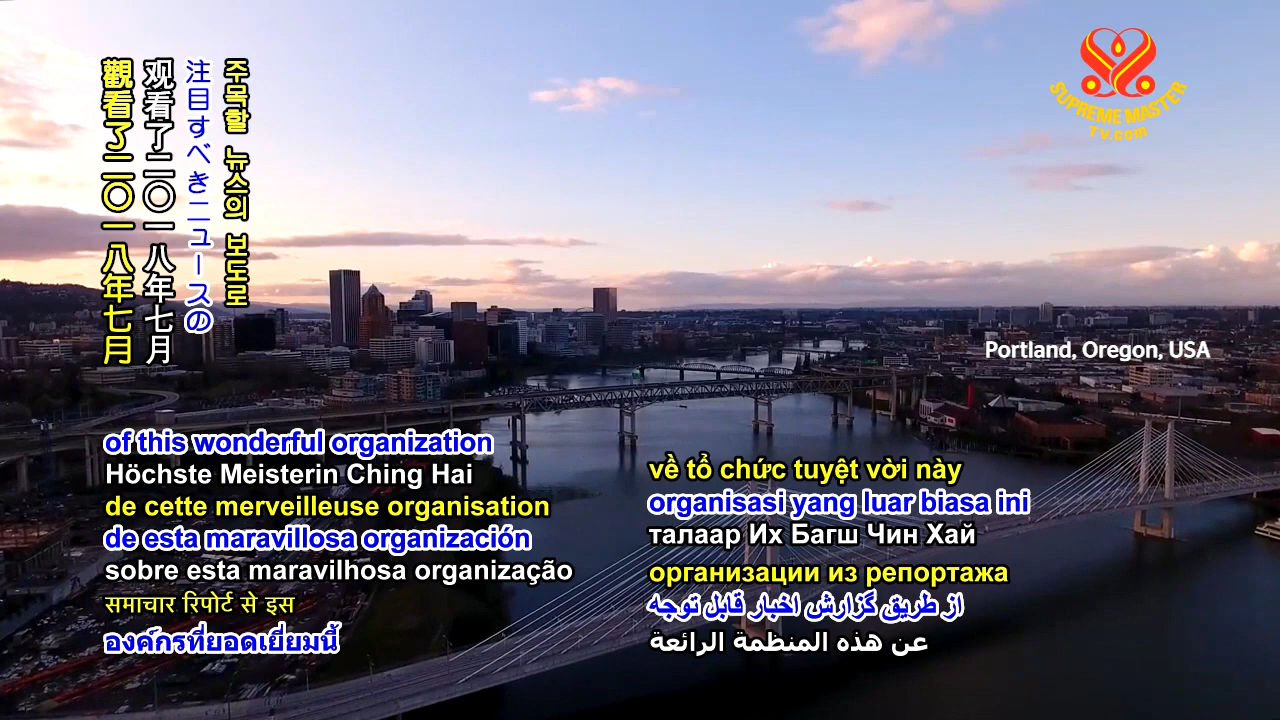 觀看了二〇一八年七月
观看了二〇一八年七月
注目すべきニュースの
주목할 뉴스의 보도로
SUPREME MASTER
TV.com
Portland, Oregon, USA
of this wonderful organization
Höchste Meisterin Ching Hai
de cette merveilleuse organisation
de esta maravillosa organización
sobre esta maravilhosa organização
समाचार रिपोर्ट से इस
องค์กรที่ยอดเยี่ยมนี้
về tổ chức tuyệt vời này
organisasi yang luar biasa ini
талаар Их Багш Чин Хай
организации из репортажа
از طریق گزارش اخبار قابل توجه
عن هذه المنظمة الرائعة